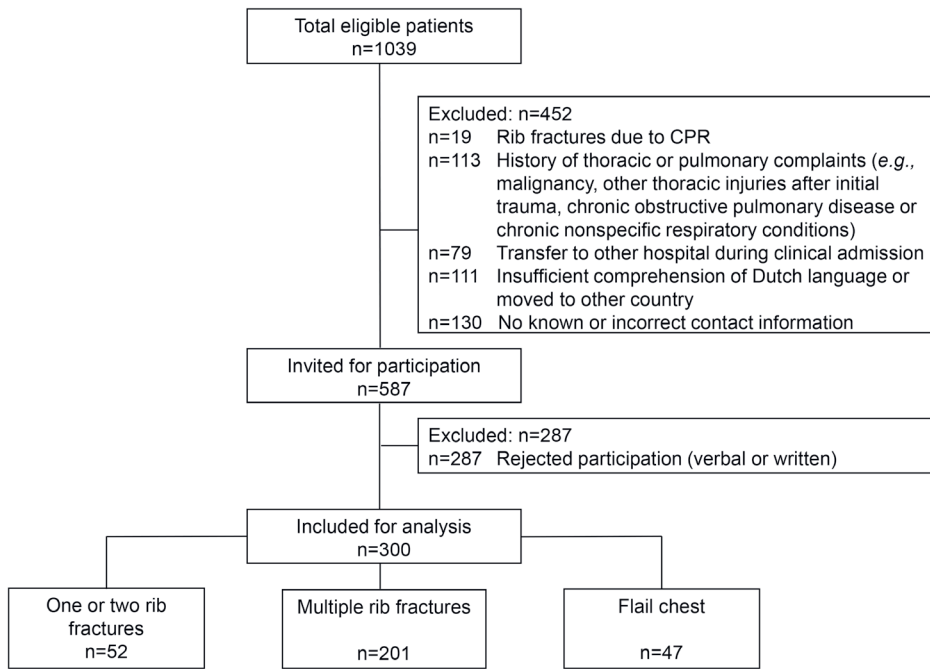 Total eligible patients
n=1039
Excluded: n=452
n=19 Rib fractures due to CPR
n=113 History of thoracic or pulmonary complaints (e.g.,
malignancy, other thoracic injuries after initial
trauma, chronic obstructive pulmonary disease or
chronic nonspecific respiratory conditions)
n=79 Transfer to other hospital during clinical admission
n=111 Insufficient comprehension of Dutch language or
moved to other country
n=130 No known or incorrect contact information
Invited for participation
n=587
Excluded: n=287
n=287 Rejected participation (verbal or written)
Included for analysis
n=300
One or two rib
fractures
n=52
Multiple rib fractures
n=201
Flail chest
n=47